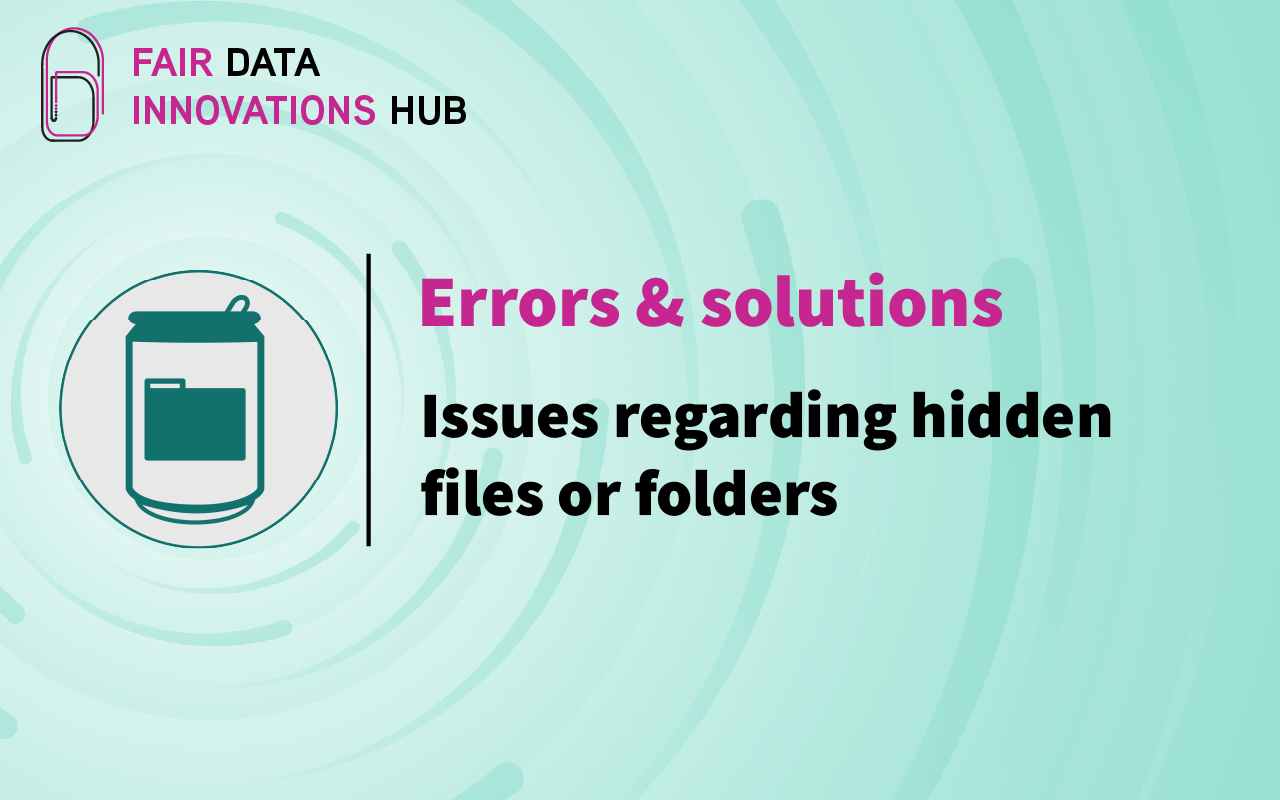 FAIR DATA
INNOVATIONS HUB
Errors & solutions
Issues regarding hidden
files or folders